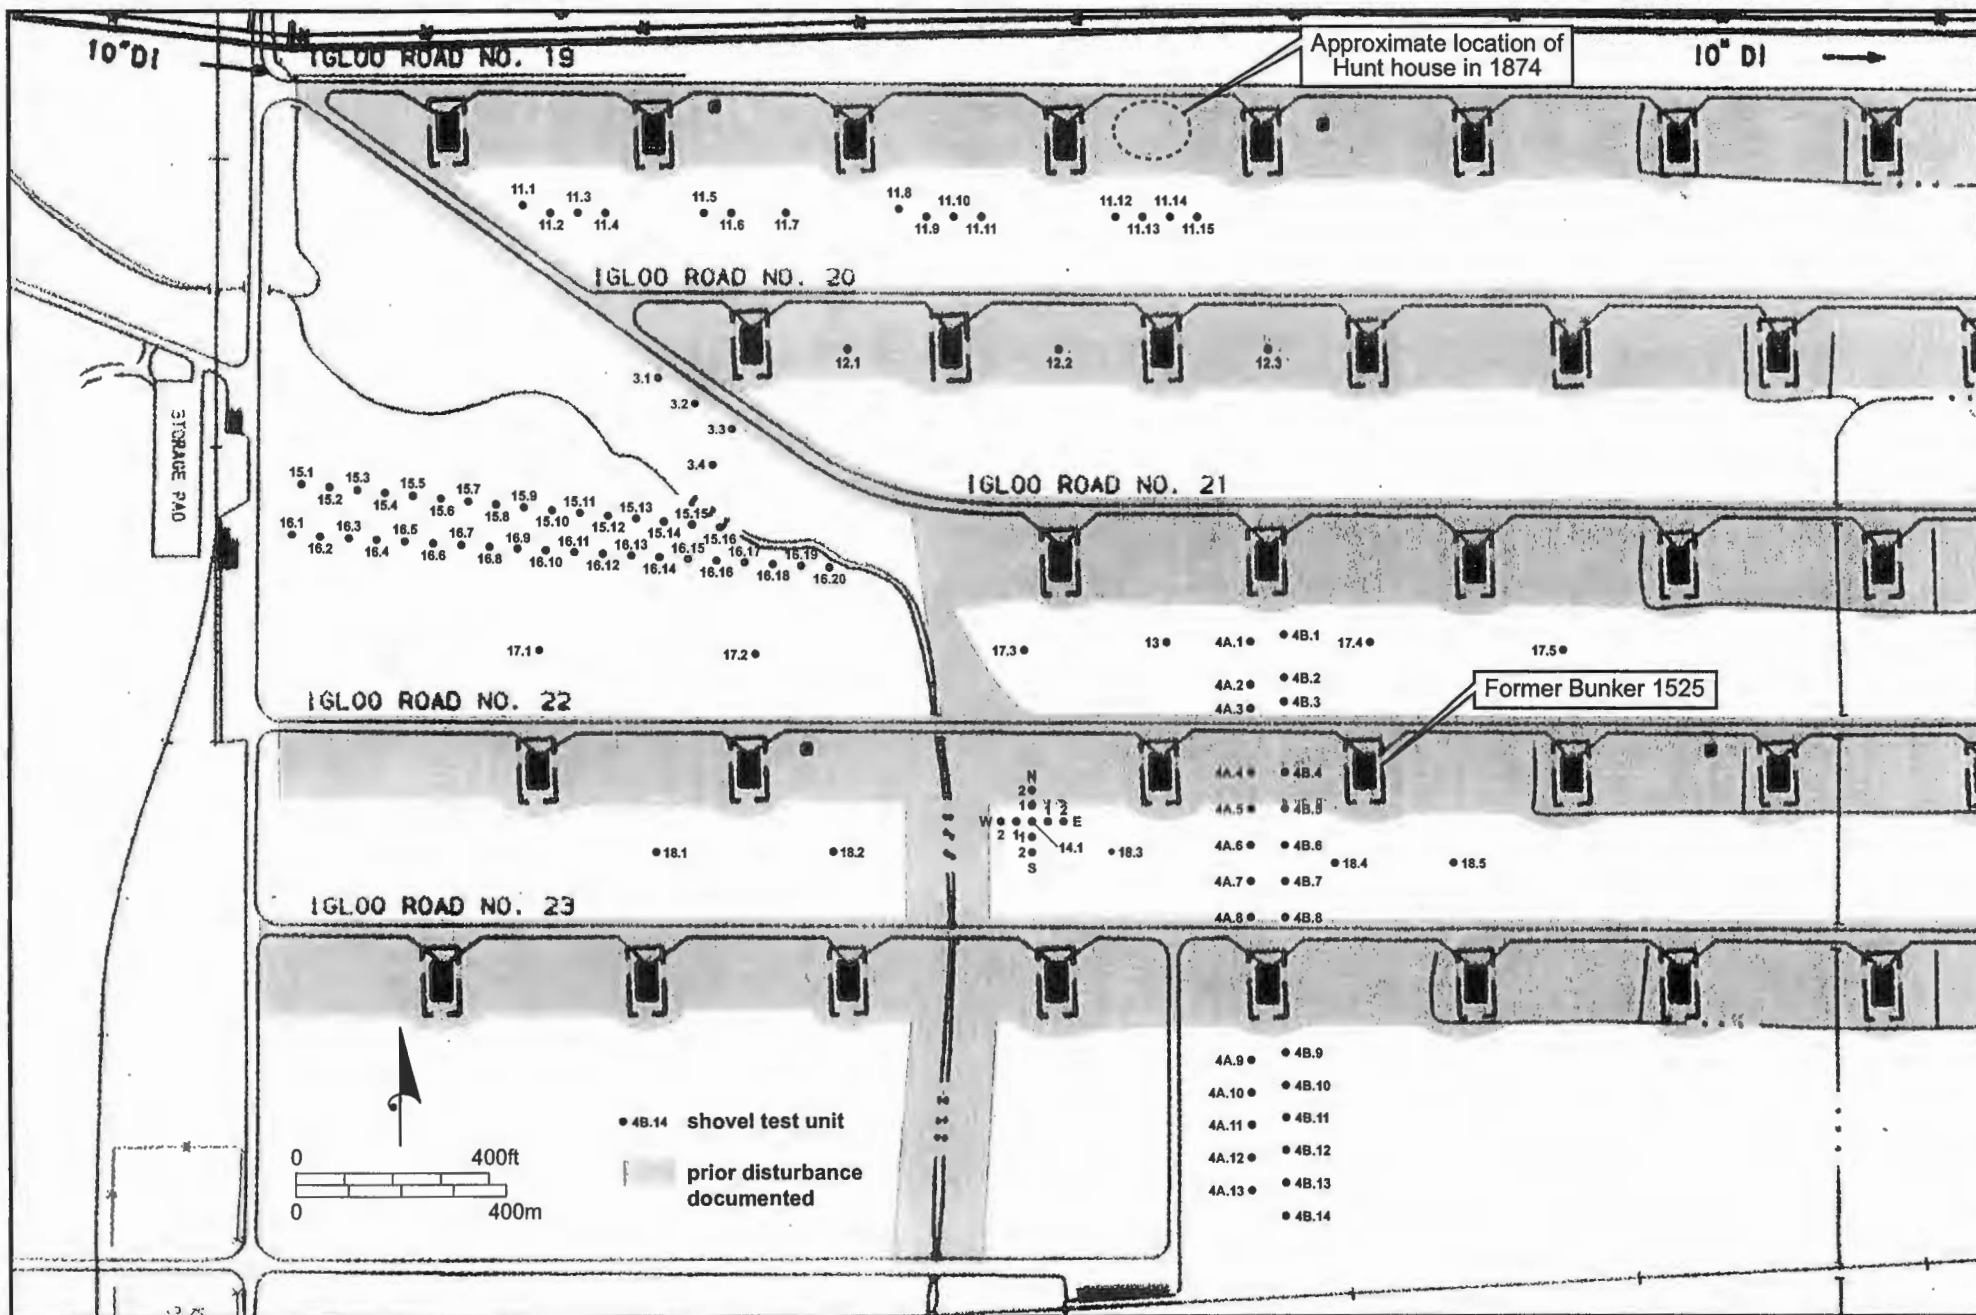 10" DI
IGLOO ROAD NO. 19
Approximate location of
Hunt house in 1874
10" DI
11.1
11.3
11.2
11.4
11.5
11.6
11.7
11.8
11.10
11.9
11.11
11.12
11.14
11.13
11.15
IGLOO ROAD NO. 20
12.1
12.2
12.3
3.1
3.2
3.3
3.4
STORAGE PAD
IGLOO ROAD NO. 21
15.1
15.2
15.3
15.4
15.5
15.6
15.7
15.8
15.9
15.10
15.11
15.12
15.13
15.14
15.15
15.16
16.1
16.2
16.3
16.4
16.5
16.6
16.7
16.8
16.9
16.10
16.11
16.12
16.13
16.14
16.15
16.16
16.17
16.18
16.19
16.20
17.1
17.2
17.3
13
4A.1
4B.1
17.4
17.5
4A.2
4B.2
4A.3
4B.3
Former Bunker 1525
IGLOO ROAD NO. 22
4A.4
4B.4
4A.5
4B.5
N
2
1
W
2
1
1
2
E
1
2
S
14.1
18.1
18.2
18.3
4A.6
4B.6
18.4
18.5
4A.7
4B.7
4A.8
4B.8
IGLOO ROAD NO. 23
4A.9
4B.9
4A.10
4B.10
4A.11
4B.11
4A.12
4B.12
4A.13
4B.13
4B.14
4B.14 shovel test unit
prior disturbance
documented
0 400ft
0 400m